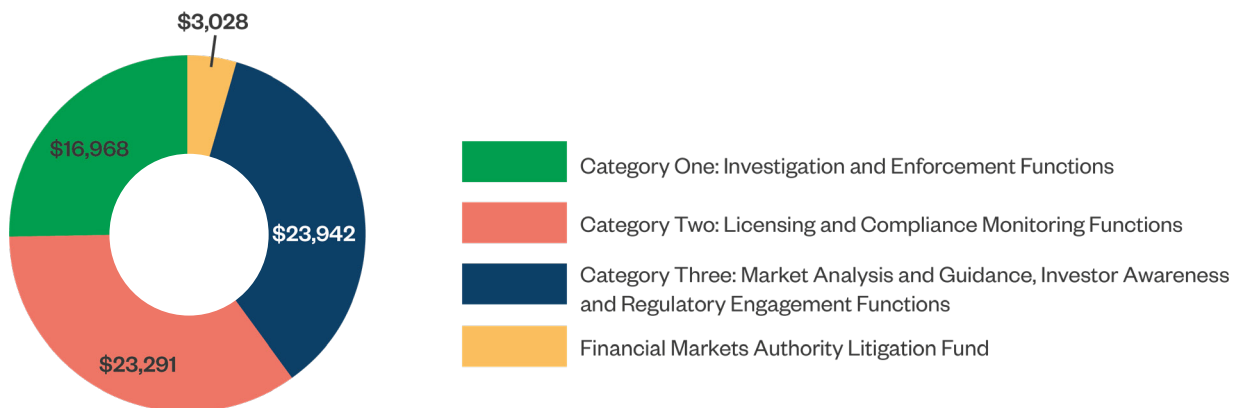 $3,028
$16,968
$23,942
$23,291
Category One: Investigation and Enforcement Functions
Category Two: Licensing and Compliance Monitoring Functions
Category Three: Market Analysis and Guidance, Investor Awareness
and Regulatory Engagement Functions
Financial Markets Authority Litigation Fund